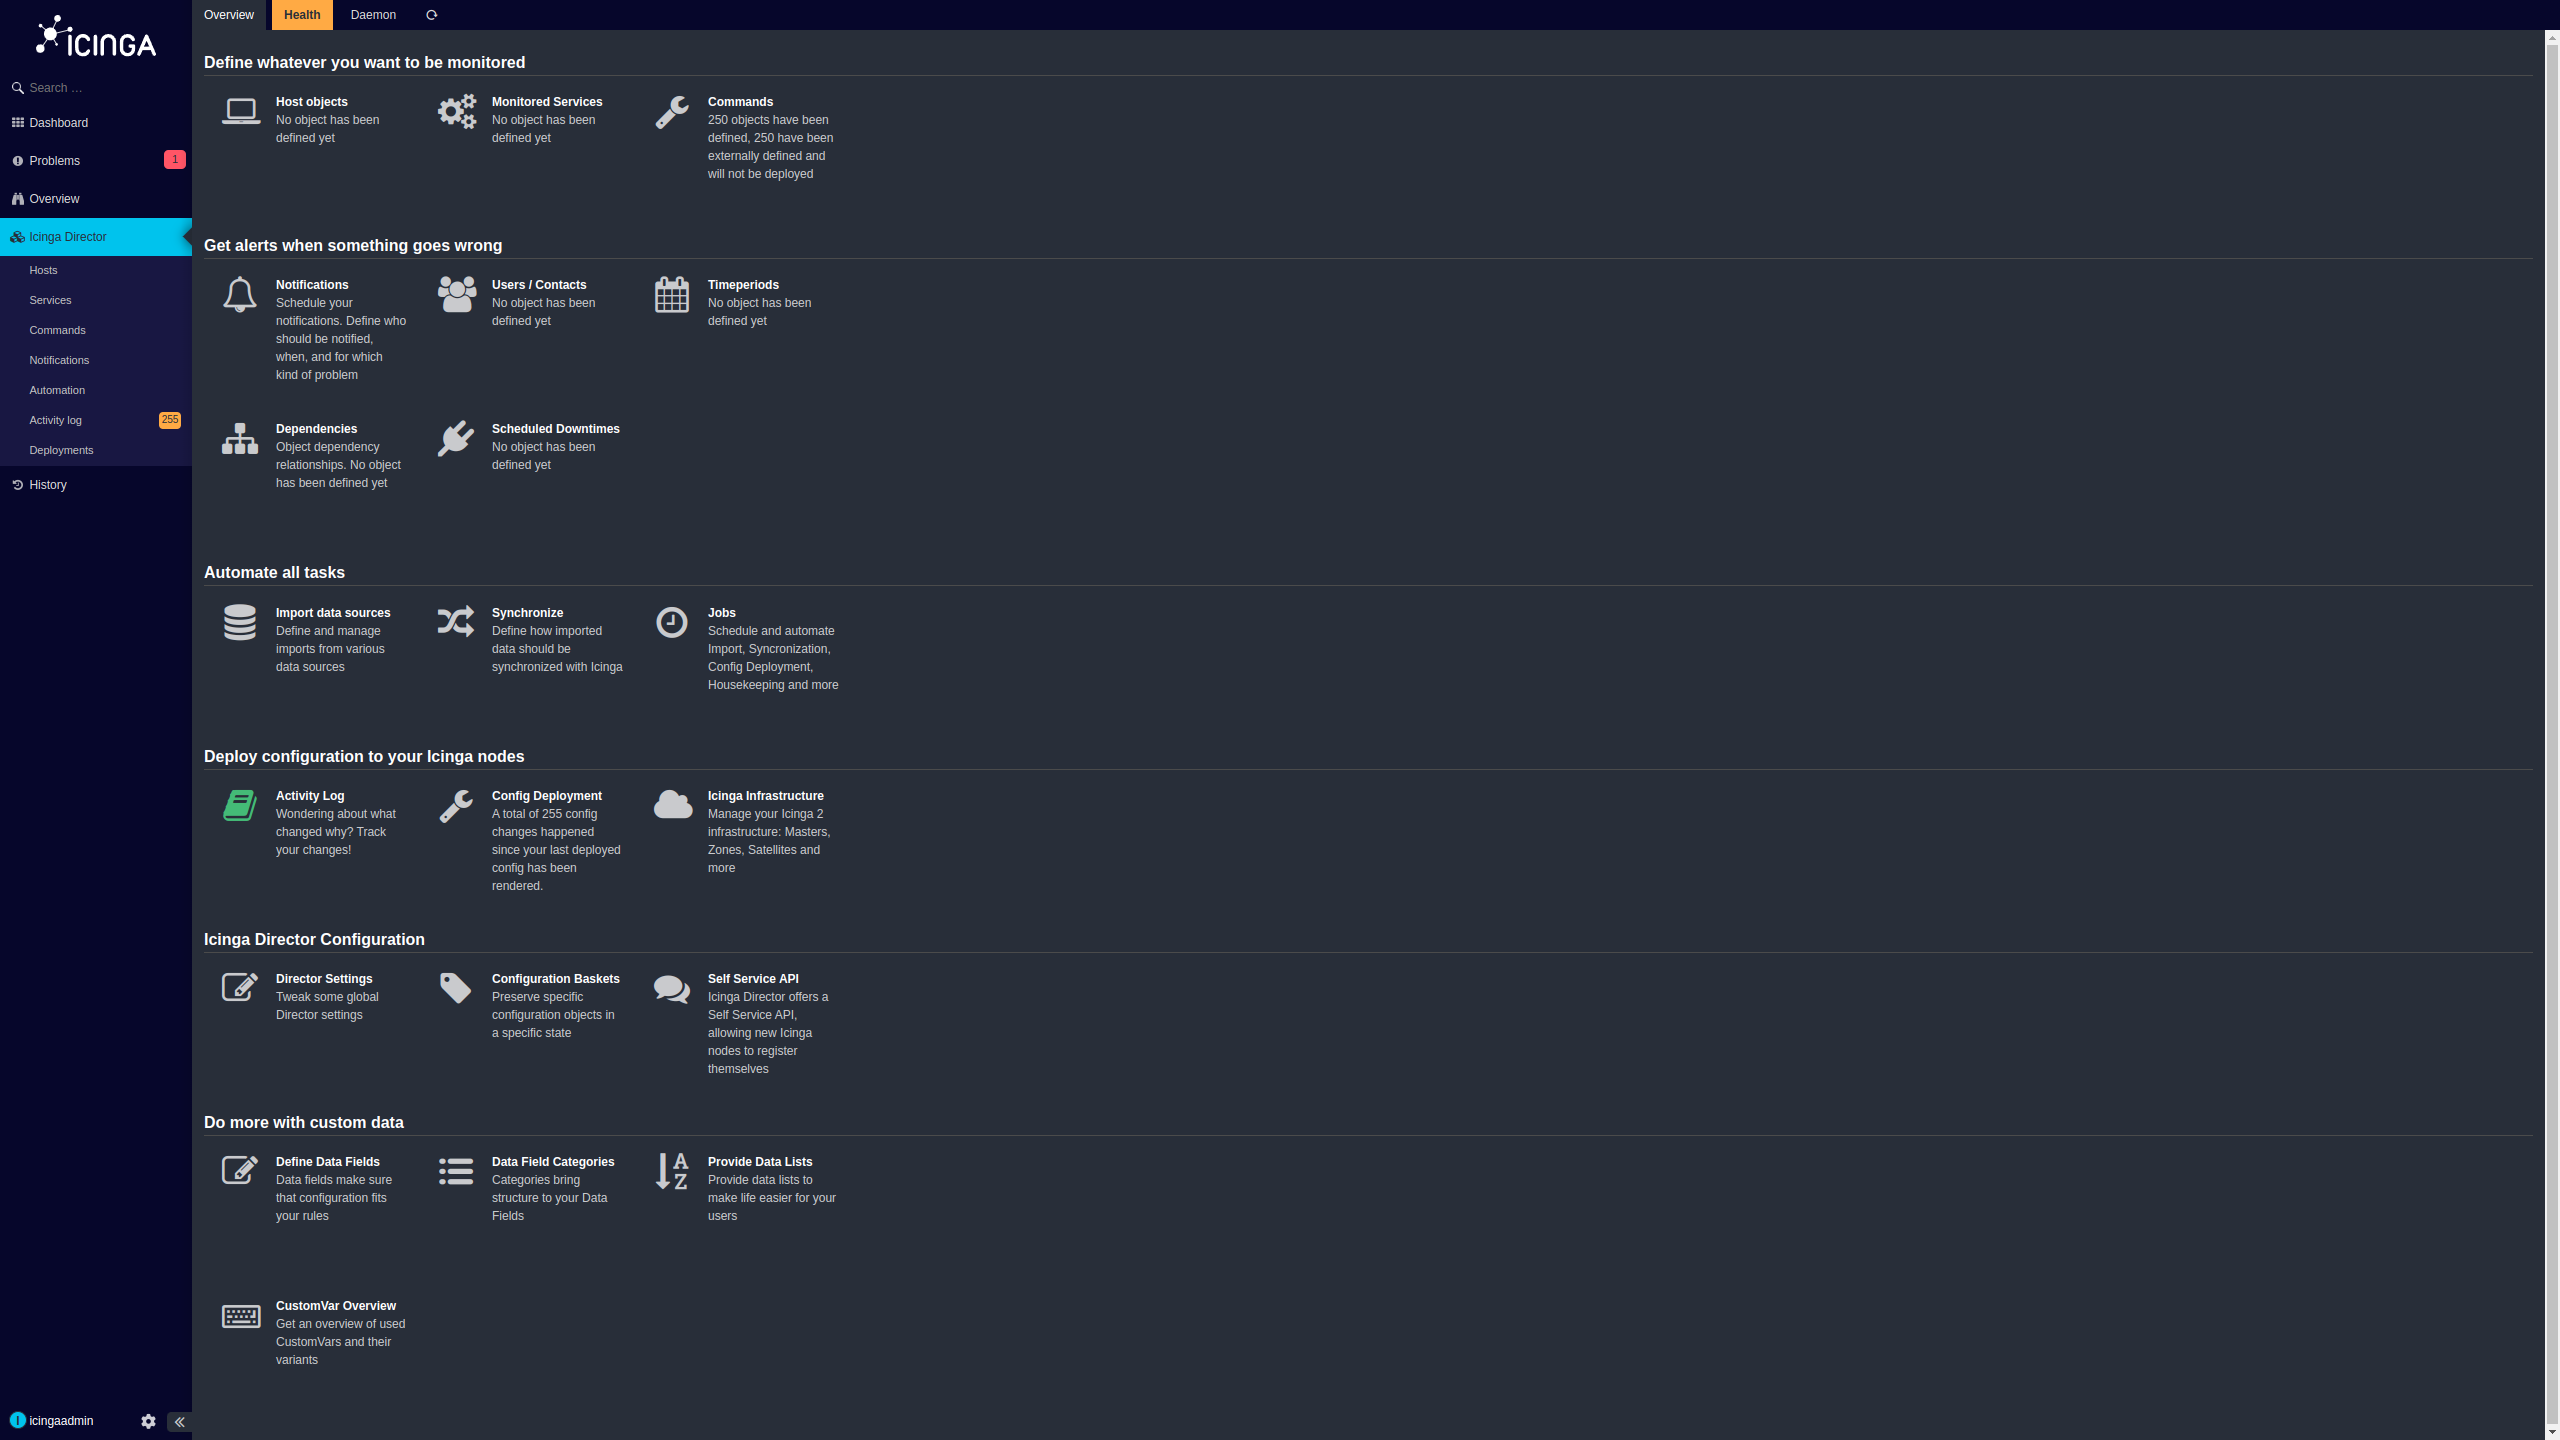 ICINGA
Search …
Dashboard
Problems 1
Overview
Icinga Director
Hosts
Services
Commands
Notifications
Automation
Activity log 255
Deployments
History
icingaadmin
Overview Health Daemon
Define whatever you want to be monitored
Host objects
No object has been
defined yet
Monitored Services
No object has been
defined yet
Commands
250 objects have been
defined, 250 have been
externally defined and
will not be deployed
Get alerts when something goes wrong
Notifications
Schedule your
notifications. Define who
should be notified,
when, and for which
kind of problem
Users / Contacts
No object has been
defined yet
Timeperiods
No object has been
defined yet
Dependencies
Object dependency
relationships. No object
has been defined yet
Scheduled Downtimes
No object has been
defined yet
Automate all tasks
Import data sources
Define and manage
imports from various
data sources
Synchronize
Define how imported
data should be
synchronized with Icinga
Jobs
Schedule and automate
Import, Syncronization,
Config Deployment,
Housekeeping and more
Deploy configuration to your Icinga nodes
Activity Log
Wondering about what
changed why? Track
your changes!
Config Deployment
A total of 255 config
changes happened
since your last deployed
config has been
rendered.
Icinga Infrastructure
Manage your Icinga 2
infrastructure: Masters,
Zones, Satellites and
more
Icinga Director Configuration
Director Settings
Tweak some global
Director settings
Configuration Baskets
Preserve specific
configuration objects in
a specific state
Self Service API
Icinga Director offers a
Self Service API,
allowing new Icinga
nodes to register
themselves
Do more with custom data
Define Data Fields
Data fields make sure
that configuration fits
your rules
Data Field Categories
Categories bring
structure to your Data
Fields
A
Z
Provide Data Lists
Provide data lists to
make life easier for your
users
CustomVar Overview
Get an overview of used
CustomVars and their
variants